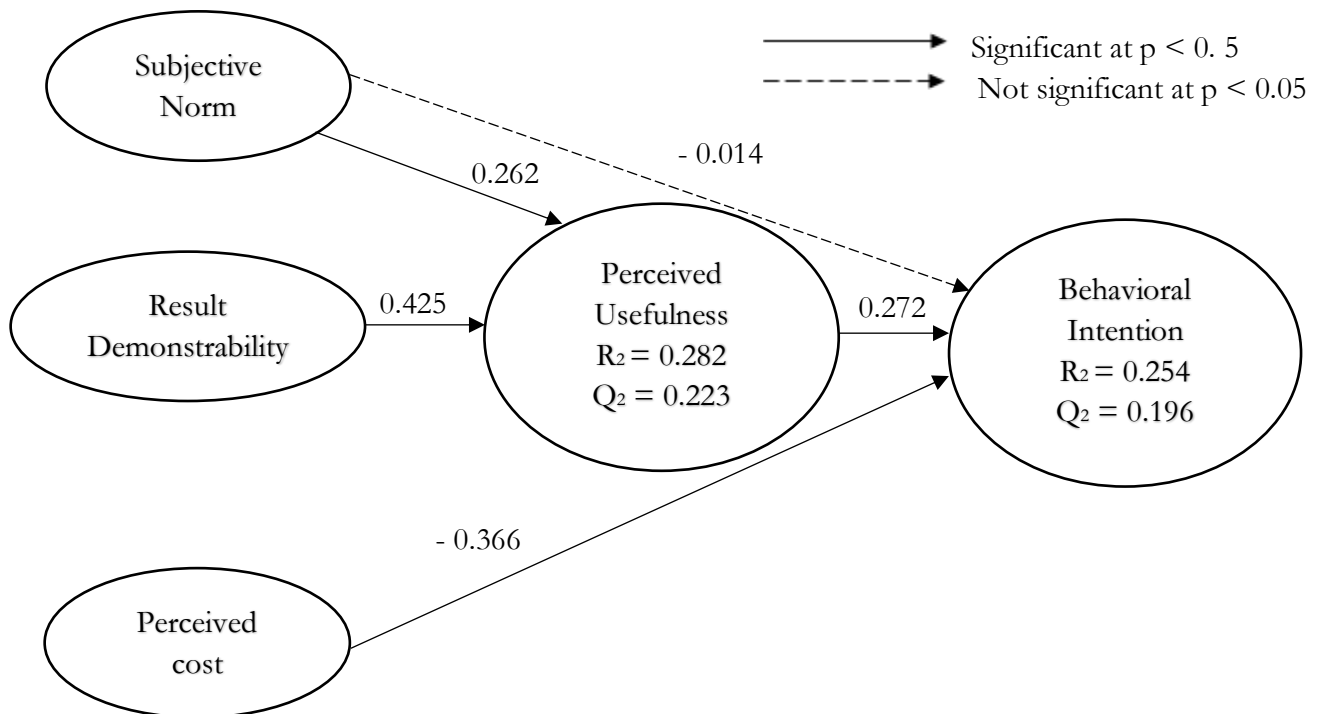 Subjective
Norm
Significant at p < 0. 5
Not significant at p < 0.05
- 0.014
0.262
Result
Demonstrability
0.425
Perceived
Usefulness
R₂ = 0.282
Q₂ = 0.223
0.272
Behavioral
Intention
R₂ = 0.254
Q₂ = 0.196
- 0.366
Perceived
cost